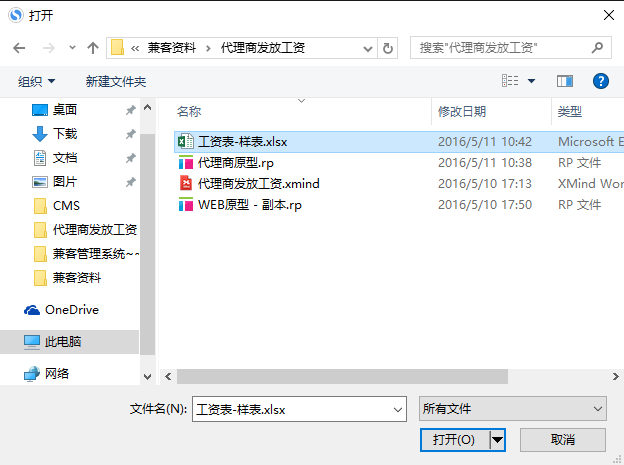 打开
« 兼客资料 › 代理商发放工资
搜索"代理商发放工资"
组织 新建文件夹
名称 修改日期 类型
桌面
下载
文档
图片
CMS
代理商发放工资
兼客管理系统~~
兼客资料
OneDrive
此电脑
网络
工资表-样表.xlsx 2016/5/11 10:42 Microsoft E
代理商原型.rp 2016/5/11 10:38 RP 文件
代理商发放工资.xmind 2016/5/10 17:13 XMind Wor
WEB原型 - 副本.rp 2016/5/10 17:50 RP 文件
文件名(N): 工资表-样表.xlsx 所有文件
打开(O) 取消